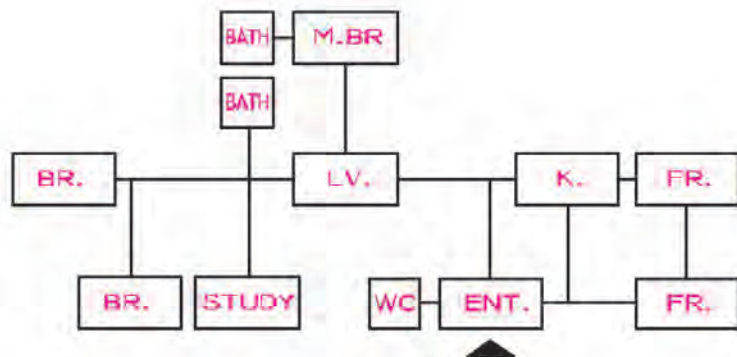 BATH M.BR
BATH
BR. LV. K. FR.
BR. STUDY WC ENT. FR.